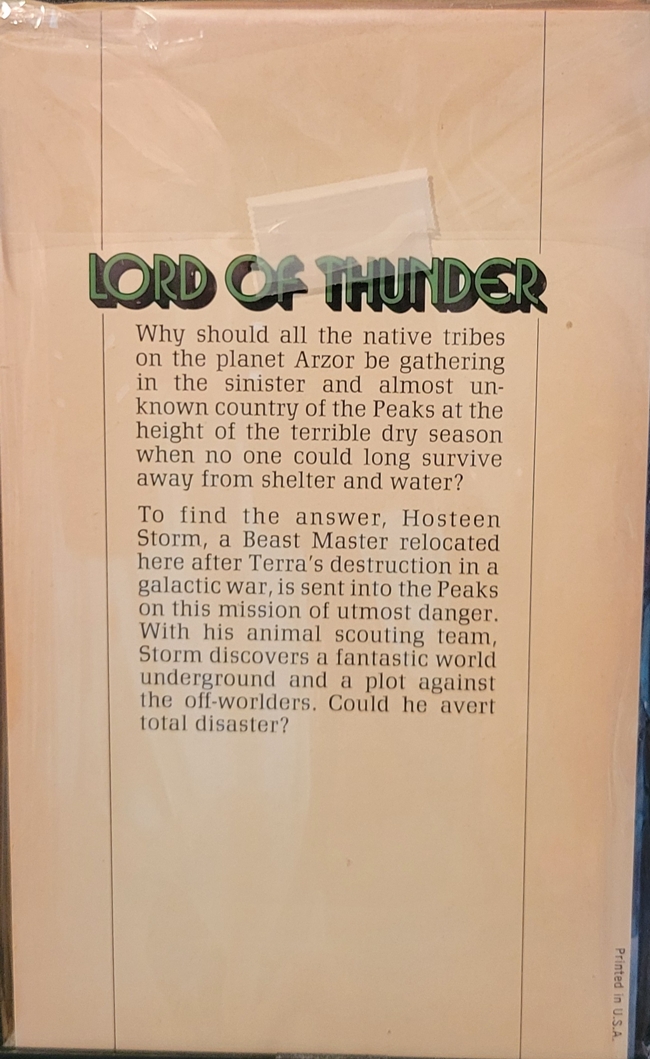 LORD OF THUNDER
Why should all the native tribes
on the planet Arzor be gathering
in the sinister and almost un-
known country of the Peaks at the
height of the terrible dry season
when no one could long survive
away from shelter and water?
To find the answer, Hosteen
Storm, a Beast Master relocated
here after Terra's destruction in a
galactic war, is sent into the Peaks
on this mission of utmost danger.
With his animal scouting team,
Storm discovers a fantastic world
underground and a plot against
the off-worlders. Could he avert
total disaster?
Printed in U.S.A.